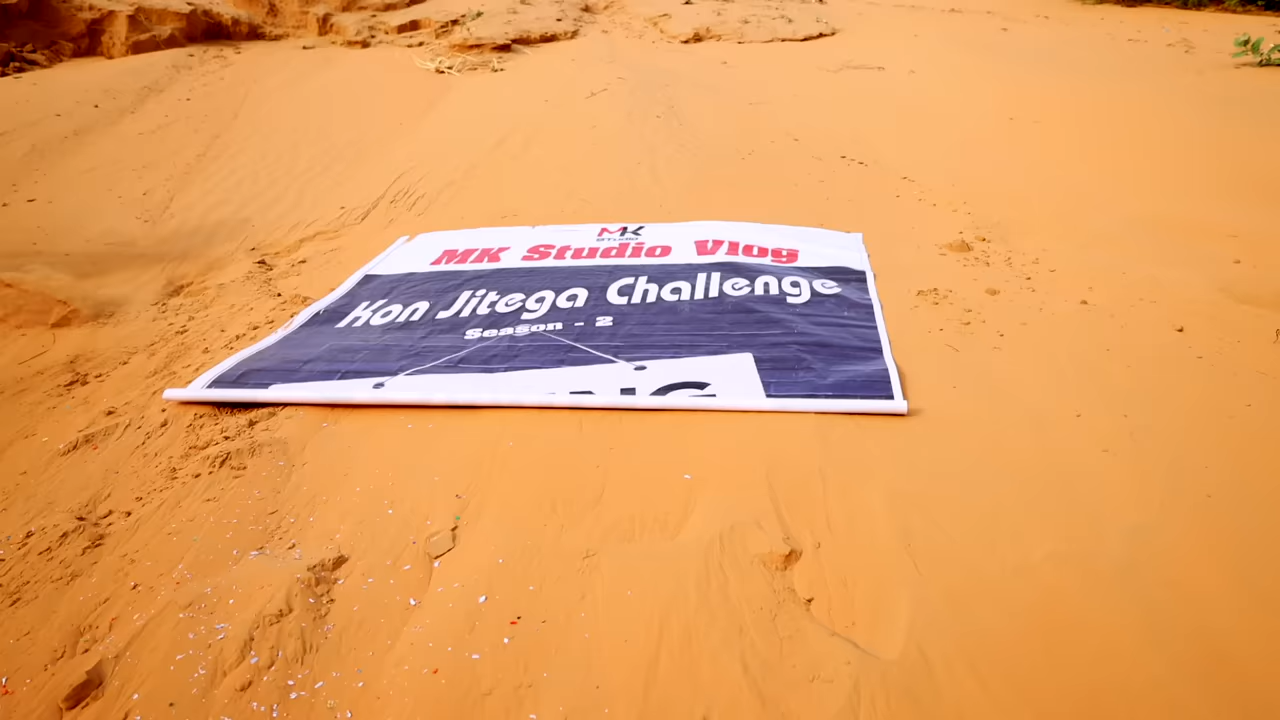 MK
STudio
MK Studio Vlog
Kon Jitega Challenge
Season - 2